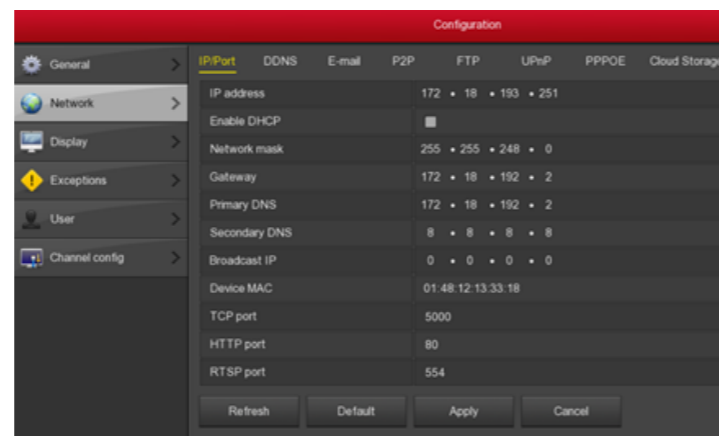 Configuration
General
Network
Display
Exceptions
User
Channel config
IP/Port DDNS E-mail P2P FTP UPnP PPPOE Cloud Storage
IP address 172 • 18 • 193 • 251
Enable DHCP
Network mask 255 • 255 • 248 • 0
Gateway 172 • 18 • 192 • 2
Primary DNS 172 • 18 • 192 • 2
Secondary DNS 8 • 8 • 8 • 8
Broadcast IP 0 • 0 • 0 • 0
Device MAC 01:48:12:13:33:18
TCP port 5000
HTTP port 80
RTSP port 554
Refresh Default Apply Cancel